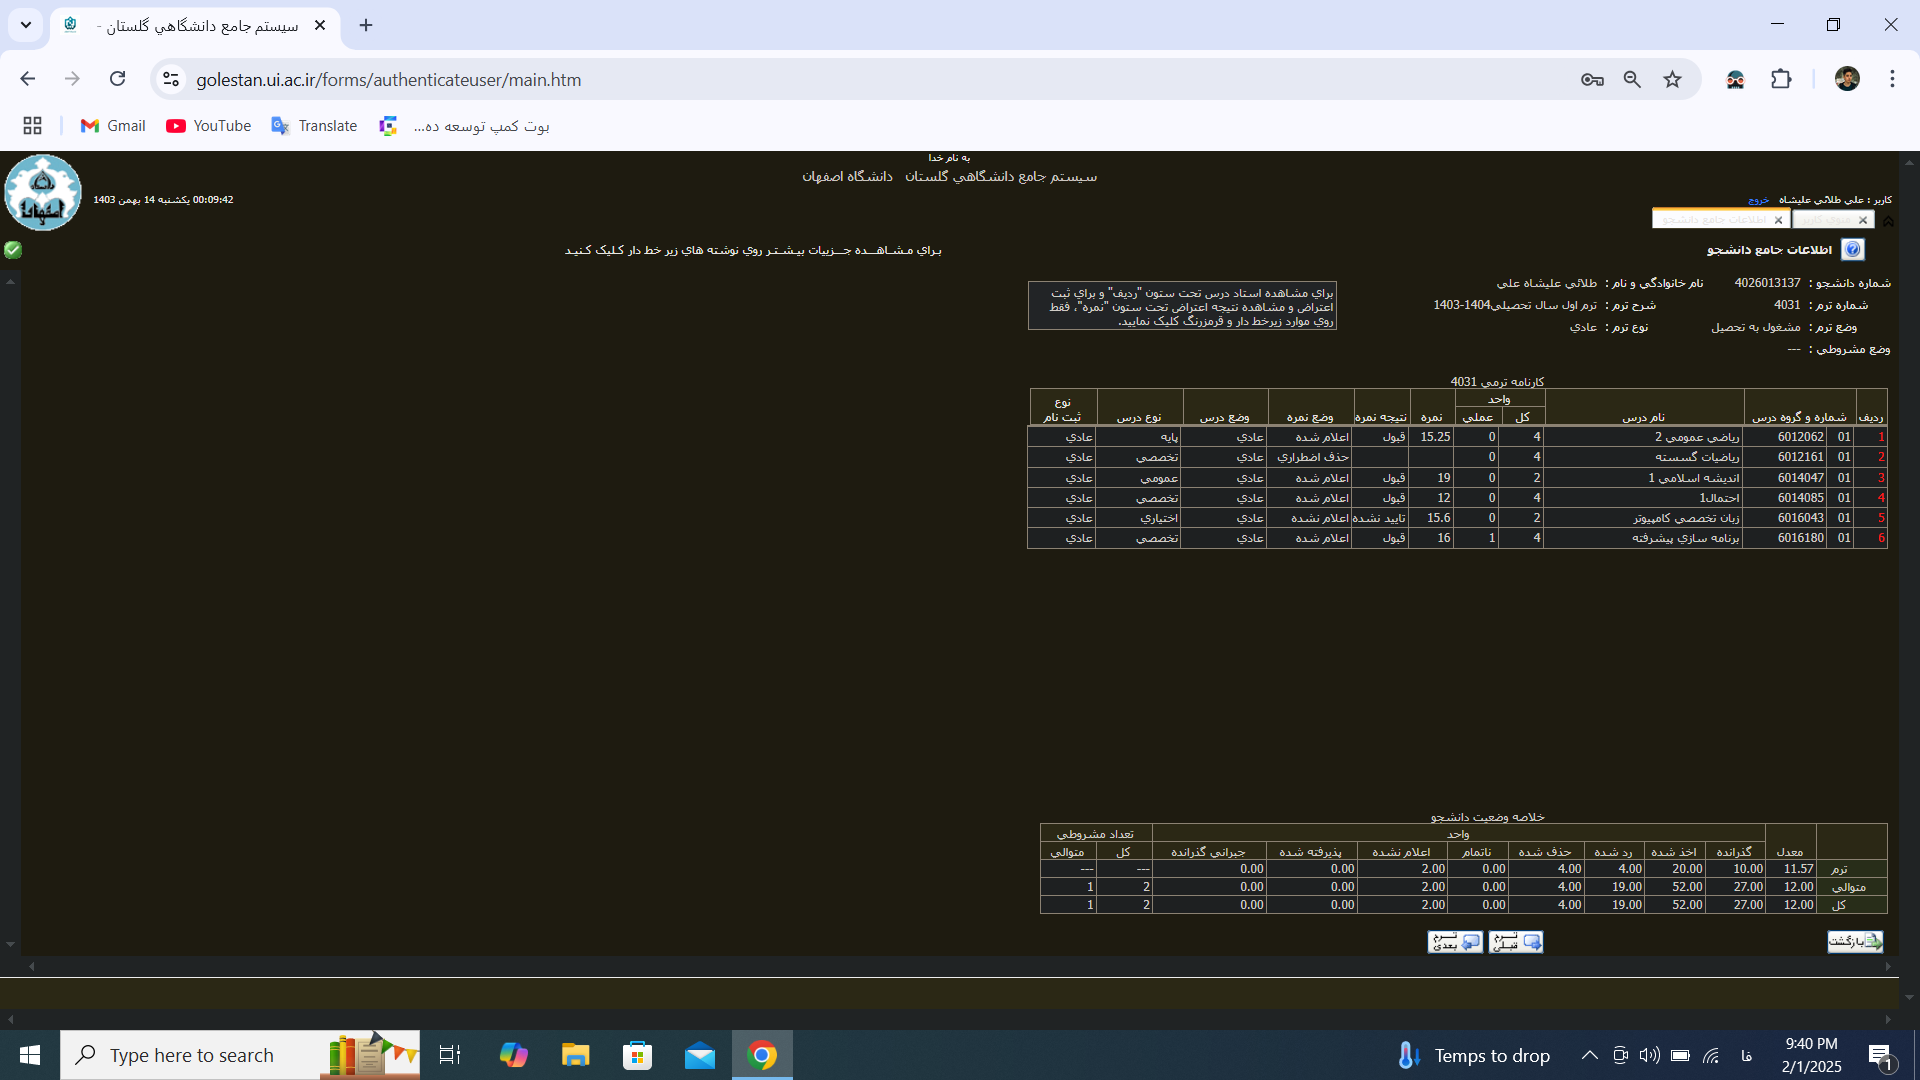 سيستم جامع دانشگاهي گلستان -
golestan.ui.ac.ir/forms/authenticateuser/main.htm
Gmail
YouTube
Translate
بوت کمپ توسعه ده...
به نام خدا
سيستم جامع دانشگاهي گلستان   دانشگاه اصفهان
کاربر : علي طلائي عليشاه   خروج
00:09:42 يکشنبه 14 بهمن 1403
منوي کاربر
اطلاعات جامع دانشجو
اطلاعات جامع دانشجو
براي مـشـاهـــده جـــزييات بيـشـتـر روي نوشته هاي زير خط دار کـليک کـنيـد
شماره دانشجو : 4026013137   نام خانوادگي و نام : طلائي عليشاه علي
شماره ترم : 4031   شرح ترم : ترم اول سال تحصيلي1404-1403
وضع ترم : مشغول به تحصيل   نوع ترم : عادي
وضع مشروطي : ---
براي مشاهده استاد درس تحت ستون "رديف" و براي ثبت
اعتراض و مشاهده نتيجه اعتراض تحت ستون "نمره"، فقط
روي موارد زيرخط دار و قرمزرنگ کليک نماييد.
کارنامه ترمي 4031
رديف   شماره و گروه درس   نام درس   واحد   کل   عملي   نمره   نتيجه نمره   وضع نمره   وضع درس   نوع درس   نوع ثبت نام
1   01   6012062   رياضي عمومي 2   4   0   15.25   قبول   اعلام شده   عادي   پايه   عادي
2   01   6012161   رياضيات گسسته   4   0   حذف اضطراري   عادي   تخصصي   عادي
3   01   6014047   انديشه اسلامي 1   2   0   19   قبول   اعلام شده   عادي   عمومي   عادي
4   01   6014085   احتمال1   4   0   12   قبول   اعلام شده   عادي   تخصصي   عادي
5   01   6016043   زبان تخصصي کامپيوتر   2   0   15.6   تاييد نشده   اعلام نشده   عادي   اختياري   عادي
6   01   6016180   برنامه سازي پيشرفته   4   1   16   قبول   اعلام شده   عادي   تخصصي   عادي
خلاصه وضعيت دانشجو
واحد   تعداد مشروطي
معدل   گذرانده   اخذ شده   رد شده   حذف شده   ناتمام   اعلام نشده   پذيرفته شده   جبراني گذرانده   کل   متوالي
ترم   11.57   10.00   20.00   4.00   4.00   0.00   2.00   0.00   0.00   ---   ---
متوالي   12.00   27.00   52.00   19.00   4.00   0.00   2.00   0.00   0.00   2   1
کل   12.00   27.00   52.00   19.00   4.00   0.00   2.00   0.00   0.00   2   1
بازگشت
ترم قبلي
ترم بعدي
Type here to search
Temps to drop
فا
9:40 PM
2/1/2025
1